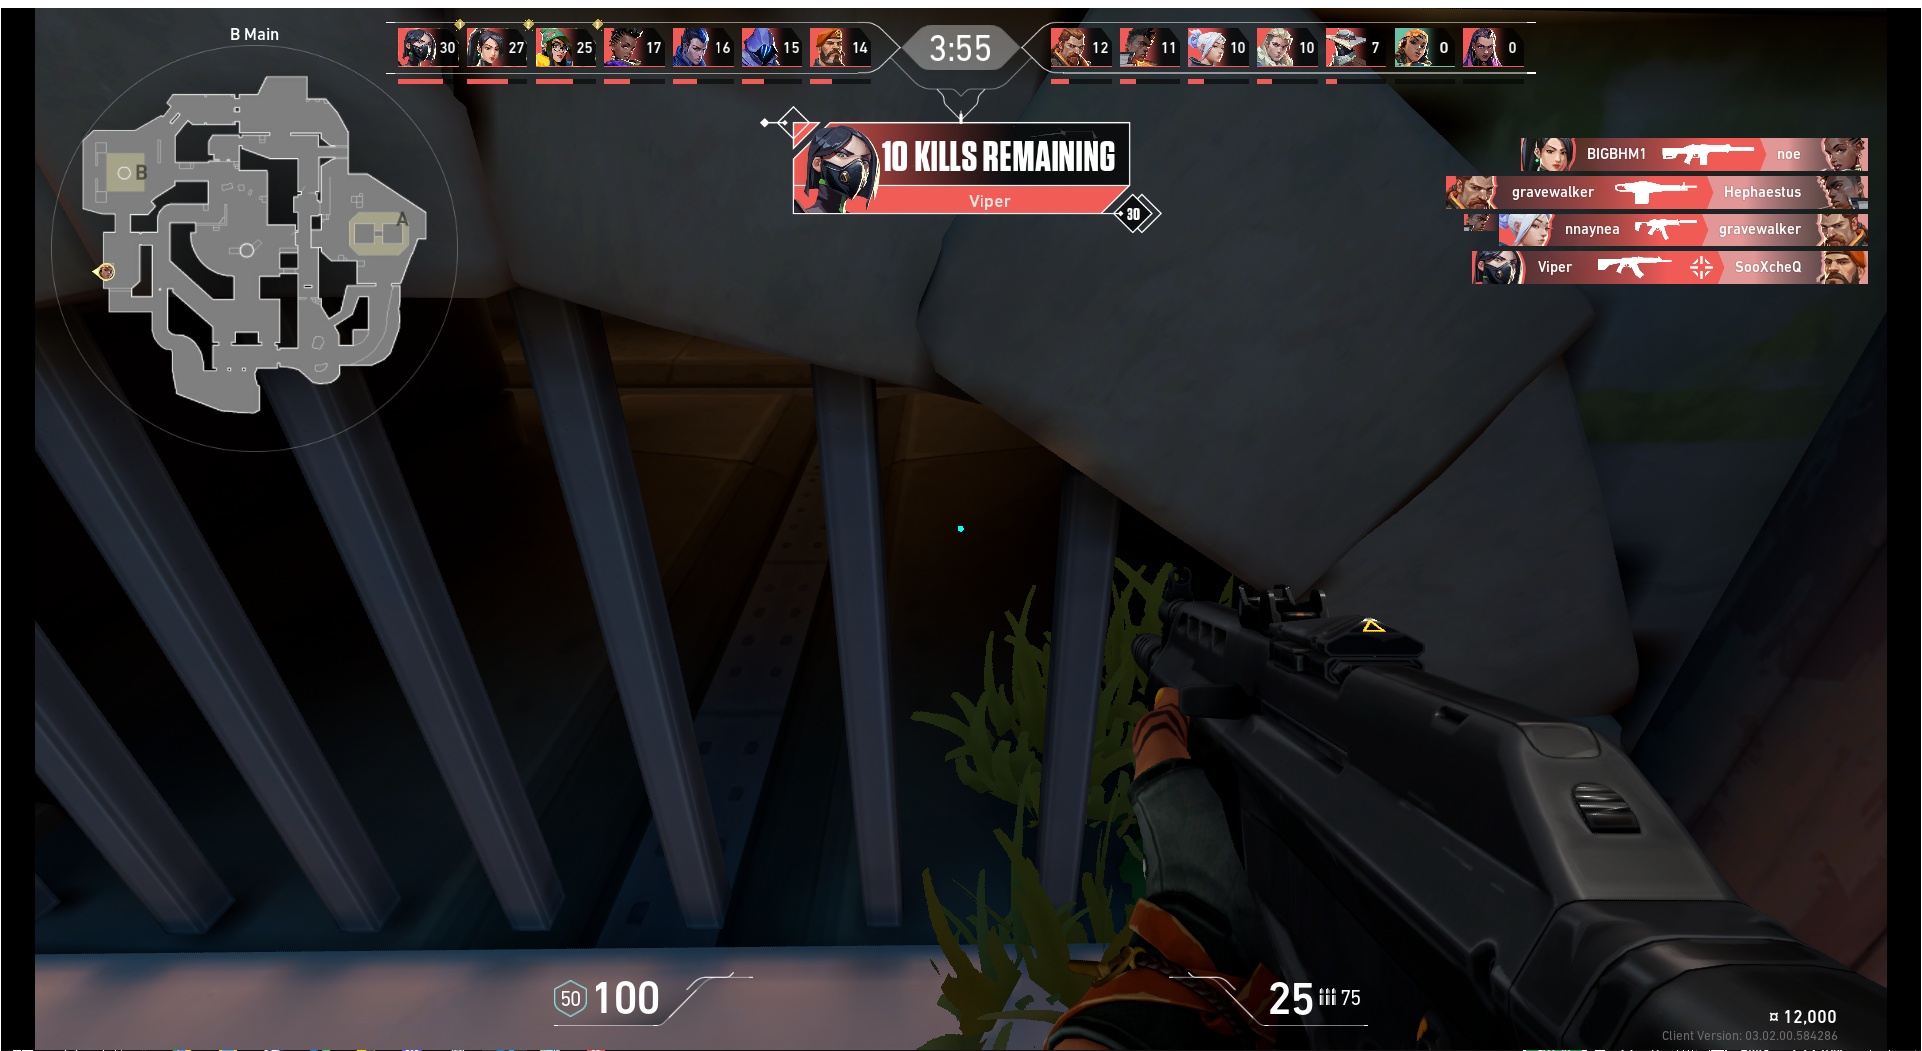 B Main
30
27
25
17
16
15
14
3:55
12
11
10
10
7
0
0
10 KILLS REMAINING
Viper
30
BIGBHM1 noe
gravewalker Hephaestus
nnaynea gravewalker
Viper SooXcheQ
B
A
50 100
25 75
¤ 12,000
Client Version: 03.02.00.584286